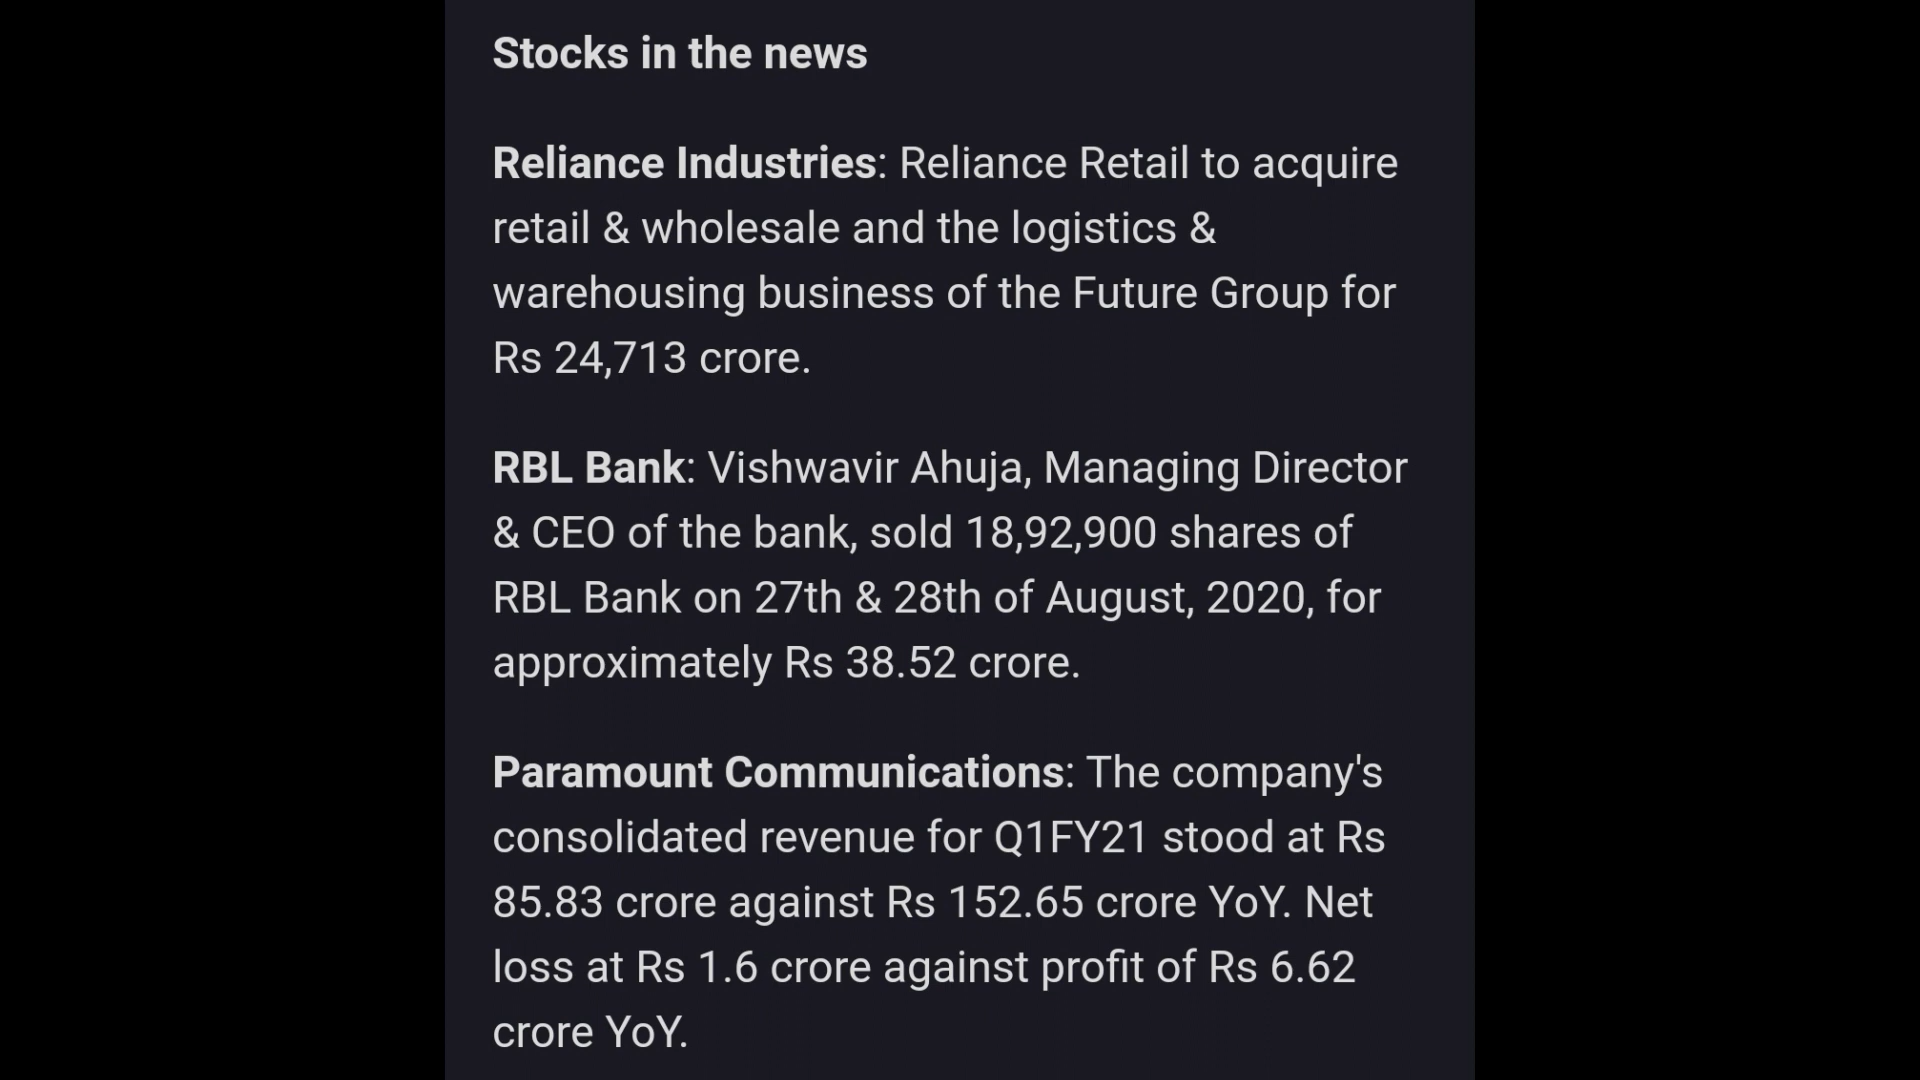 Stocks in the news
Reliance Industries: Reliance Retail to acquire
retail & wholesale and the logistics &
warehousing business of the Future Group for
Rs 24,713 crore.
RBL Bank: Vishwavir Ahuja, Managing Director
& CEO of the bank, sold 18,92,900 shares of
RBL Bank on 27th & 28th of August, 2020, for
approximately Rs 38.52 crore.
Paramount Communications: The company's
consolidated revenue for Q1FY21 stood at Rs
85.83 crore against Rs 152.65 crore YoY. Net
loss at Rs 1.6 crore against profit of Rs 6.62
crore YoY.